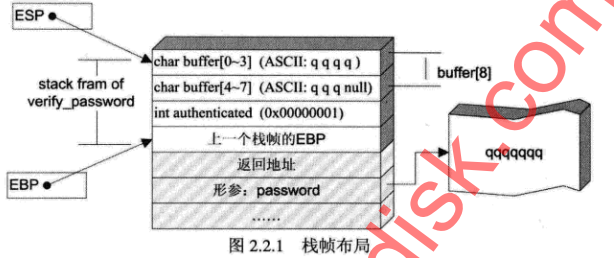 ESP
char buffer[0~3] (ASCII: q q q q )
char buffer[4~7] (ASCII: q q q null)
buffer[8]
stack fram of
verify_password
int authenticated (0x00000001)
上一个栈帧的EBP
返回地址
qqqqqqq
EBP
形参：password
......
图 2.2.1 栈帧布局
disk.com